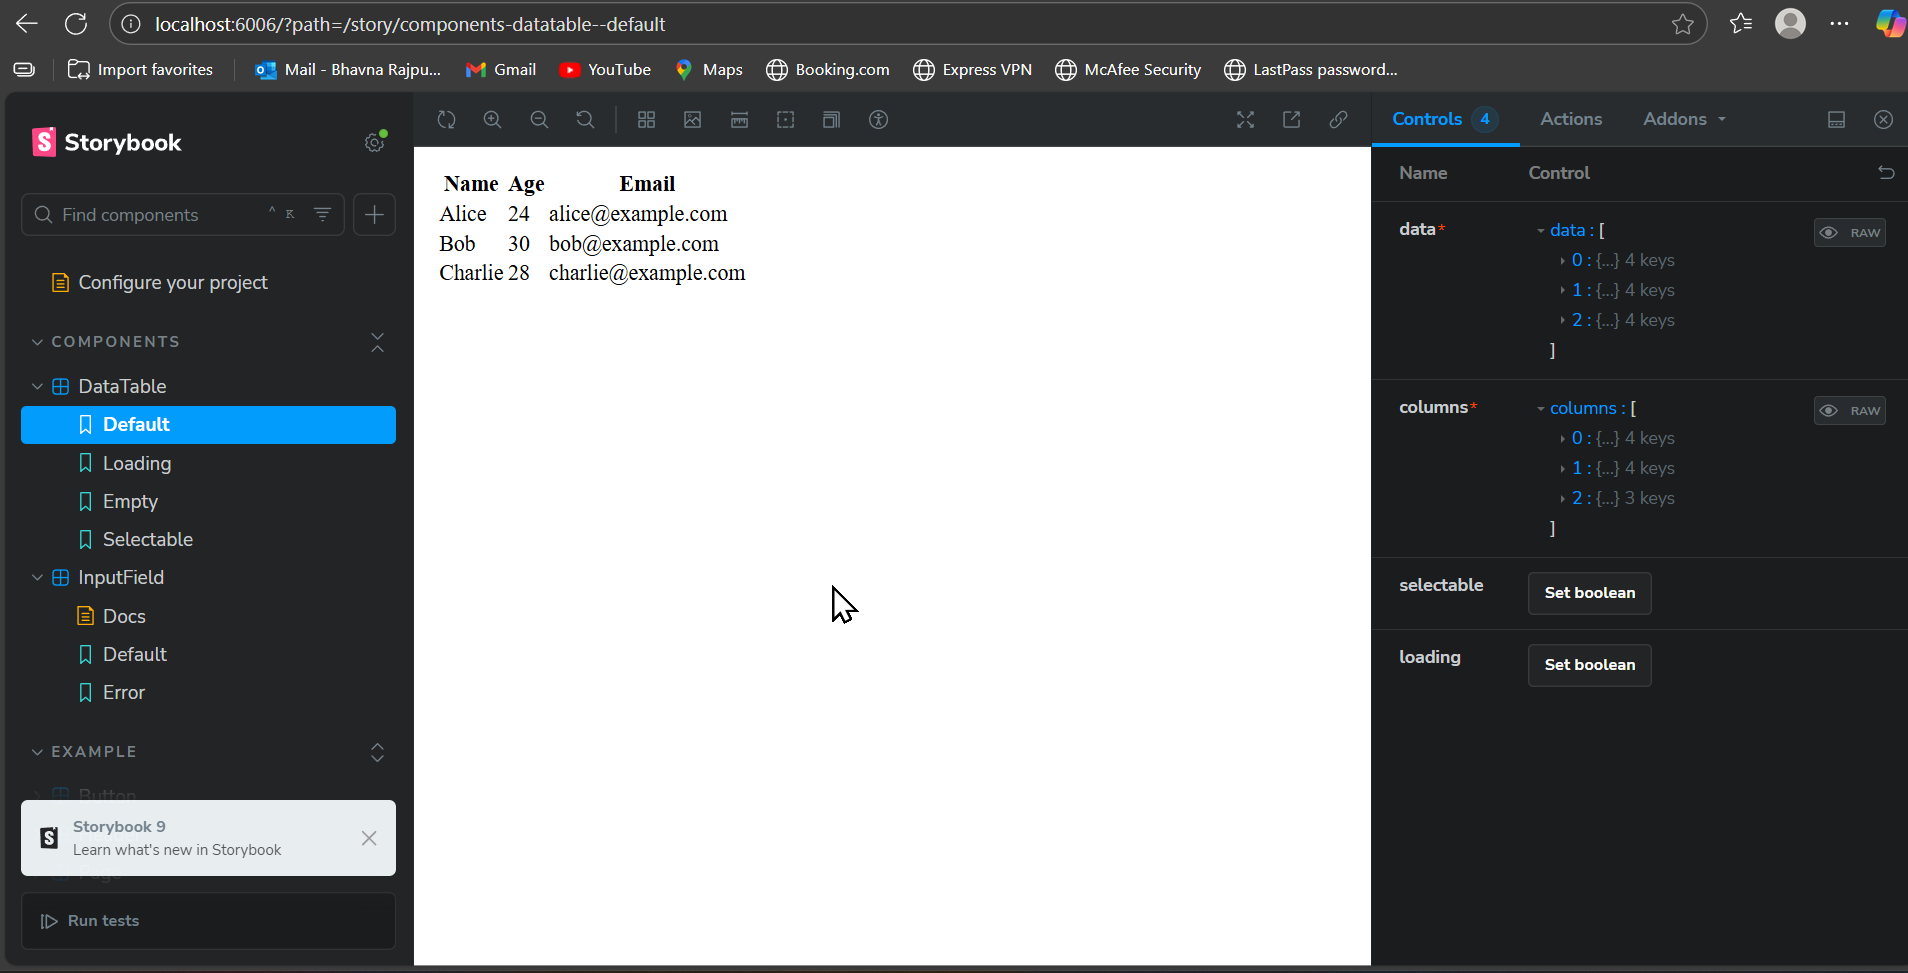 localhost:6006/?path=/story/components-datatable--default
Import favorites
Mail - Bhavna Rajpu...
Gmail
YouTube
Maps
Booking.com
Express VPN
McAfee Security
LastPass password...
Storybook
Find components
^ K
Configure your project
COMPONENTS
DataTable
Default
Loading
Empty
Selectable
InputField
Docs
Default
Error
EXAMPLE
Button
Storybook 9
Learn what's new in Storybook
Page
Run tests
Name Age Email
Alice 24 alice@example.com
Bob 30 bob@example.com
Charlie 28 charlie@example.com
Controls 4 Actions Addons
Name Control
data* data : [ RAW
0 : {...} 4 keys
1 : {...} 4 keys
2 : {...} 4 keys
]
columns* columns : [ RAW
0 : {...} 4 keys
1 : {...} 4 keys
2 : {...} 3 keys
]
selectable Set boolean
loading Set boolean